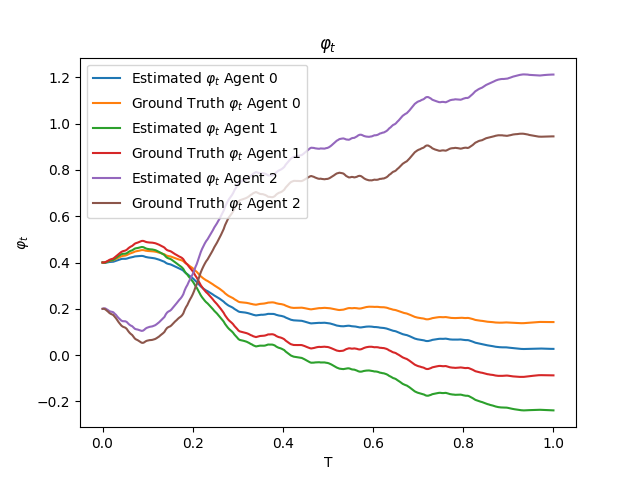 φₜ
Estimated φₜ Agent 0
Ground Truth φₜ Agent 0
Estimated φₜ Agent 1
Ground Truth φₜ Agent 1
Estimated φₜ Agent 2
Ground Truth φₜ Agent 2
φₜ
1.2
1.0
0.8
0.6
0.4
0.2
0.0
−0.2
0.0 0.2 0.4 0.6 0.8 1.0
T